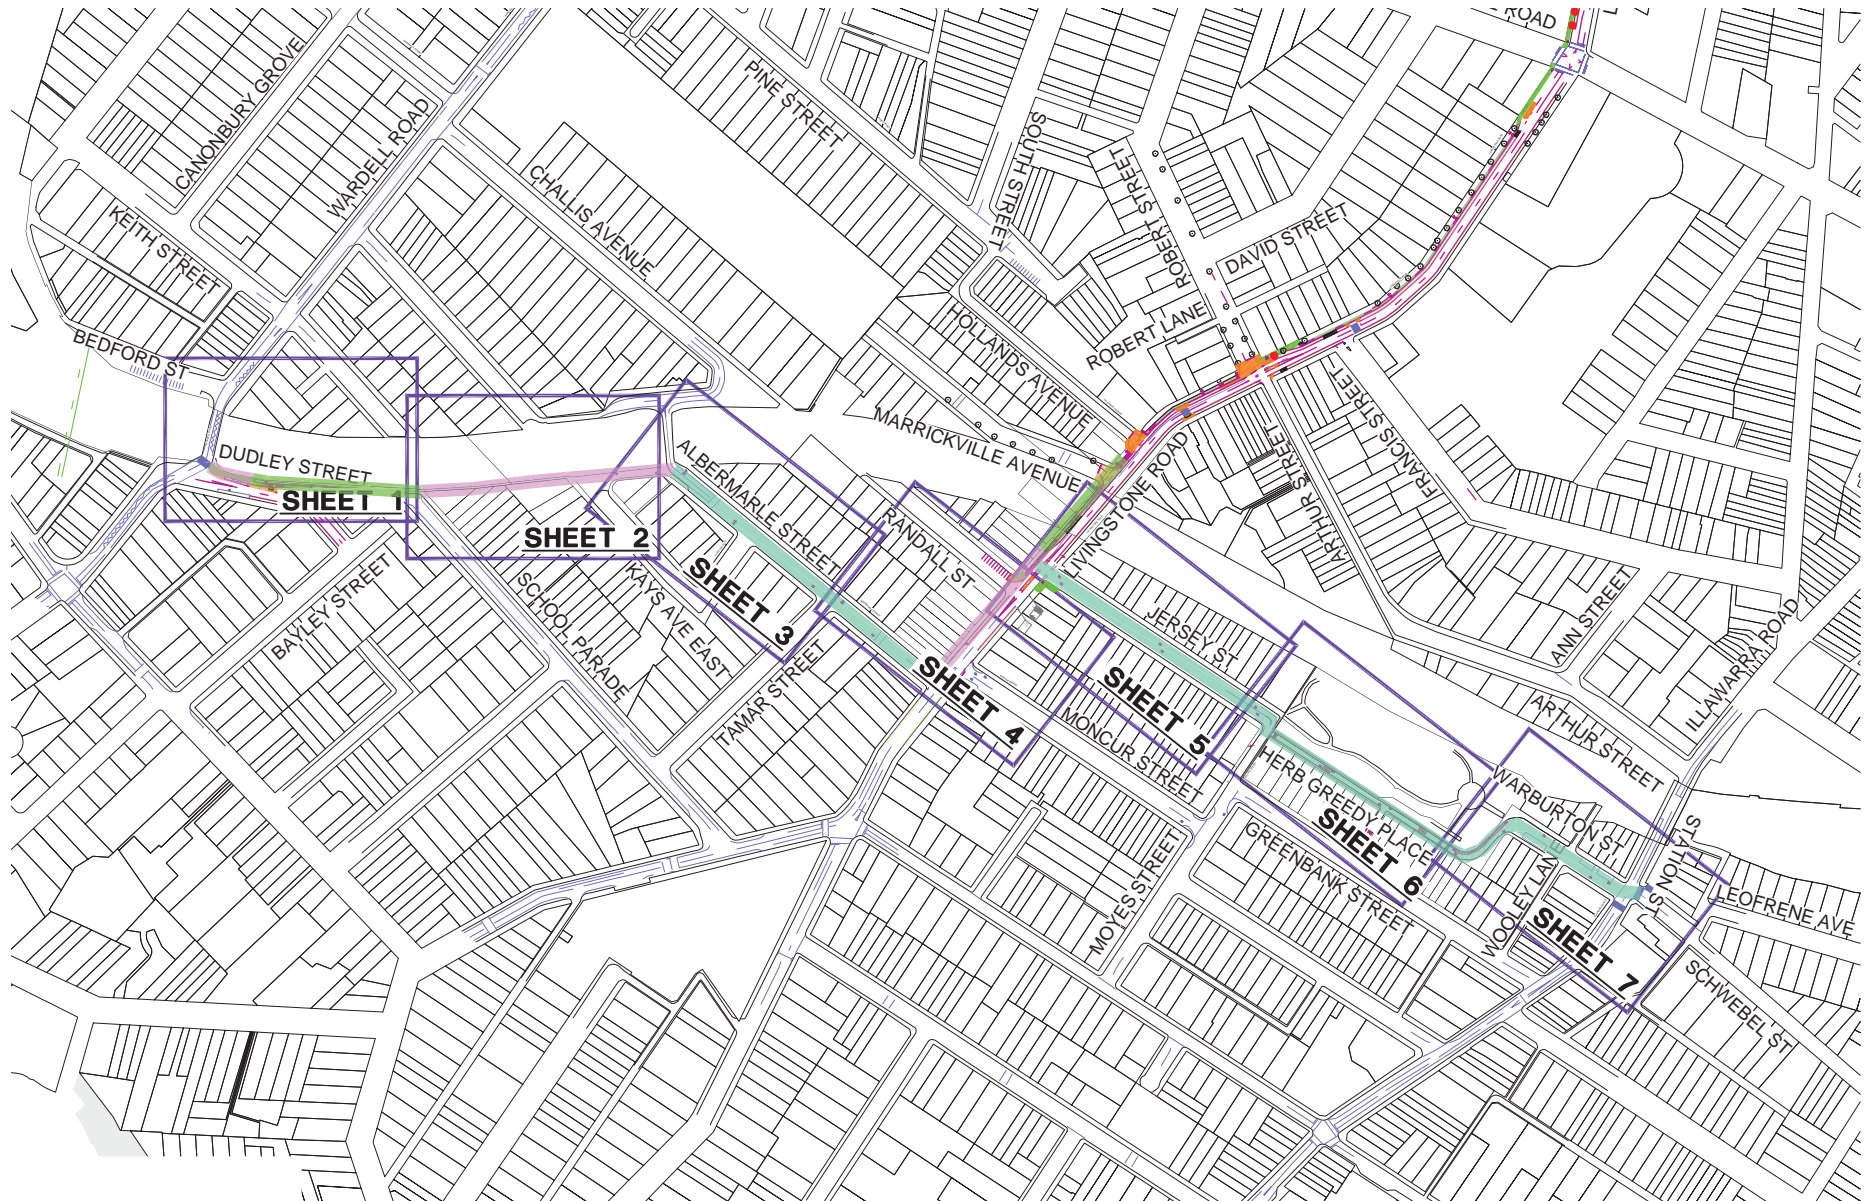 ROAD
CANONBURY GROVE
WARDELL ROAD
PINE STREET
SOUTH STREET
ROBERT STREET
CHALLIS AVENUE
KEITH STREET
DAVID STREET
ROBERT LANE
HOLLANDS AVENUE
BEDFORD ST
MARRICKVILLE AVENUE
FRANCIS STREET
ARTHUR STREET
LIVINGSTONE ROAD
DUDLEY STREET
SHEET 1
SHEET 2
ALBERMARLE STREET
RANDALL ST
KAYS AVE EAST
SHEET 3
SCHOOL PARADE
BAYLEY STREET
TAMAR STREET
SHEET 4
JERSEY ST
SHEET 5
MONCUR STREET
ANN STREET
ILLAWARRA ROAD
ARTHUR STREET
HERB GREEDY PLACE
SHEET 6
WARBURTON ST
STATION ST
GREENBANK STREET
MOYES STREET
WOOLEY LANE
SHEET 7
LEOFRENE AVE
SCHWEBEL ST